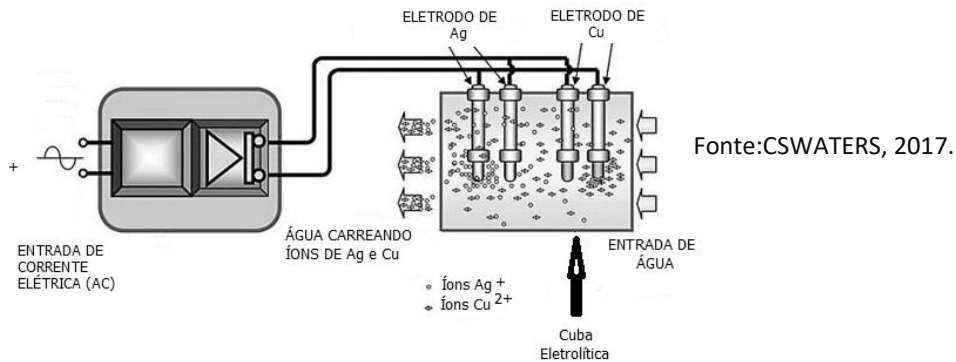 ELETRODO DE
Ag
ELETRODO DE
Cu
Fonte:CSWATERS, 2017.
+
ENTRADA DE
CORRENTE
ELÉTRICA (AC)
ÁGUA CARREANDO
ÍONS DE Ag e Cu
ENTRADA DE
ÁGUA
Íons Ag +
Íons Cu 2+
Cuba
Eletrolítica